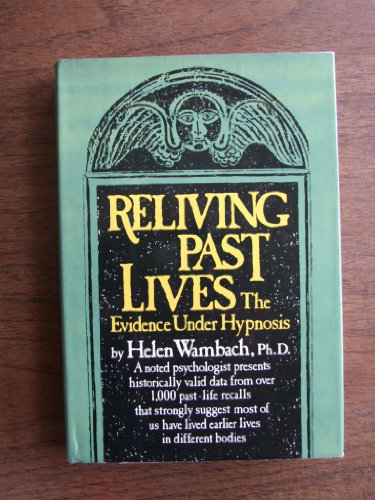 RELIVING
PAST
LIVES The
Evidence Under Hypnosis
by Helen Wambach, Ph.D.
A noted psychologist presents
historically valid data from over
1,000 past-life recalls
that strongly suggest most of
us have lived earlier lives
in different bodies